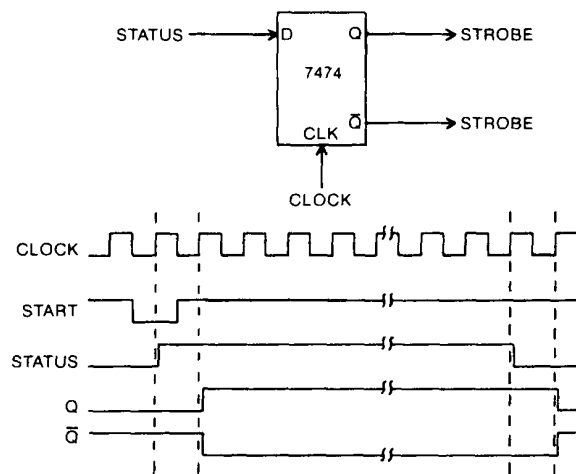 STATUS D Q STROBE
7474
Q̅ STROBE
CLK
CLOCK
CLOCK
START
STATUS
Q
Q̅